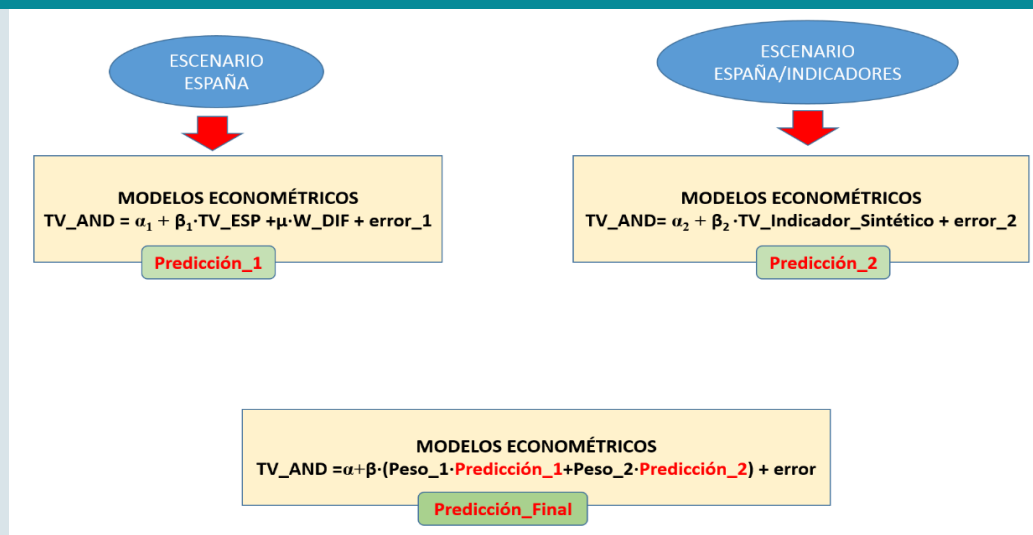 ESCENARIO
ESPAÑA
MODELOS ECONOMÉTRICOS
TV_AND = α₁ + β₁·TV_ESP +μ·W_DIF + error_1
Predicción_1
ESCENARIO
ESPAÑA/INDICADORES
MODELOS ECONOMÉTRICOS
TV_AND= α₂ + β₂ ·TV_Indicador_Sintético + error_2
Predicción_2
MODELOS ECONOMÉTRICOS
TV_AND =α+β·(Peso_1·Predicción_1+Peso_2·Predicción_2) + error
Predicción_Final